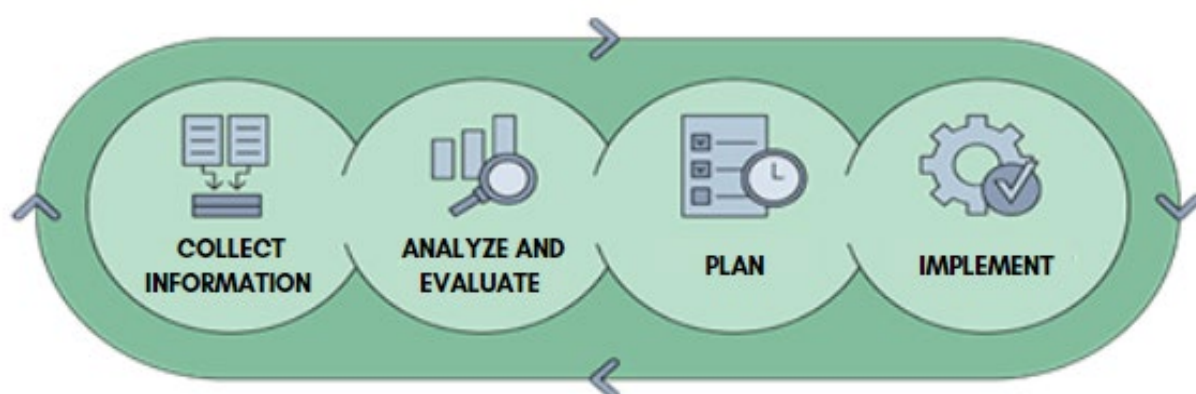 COLLECT
INFORMATION
ANALYZE AND
EVALUATE
PLAN
IMPLEMENT